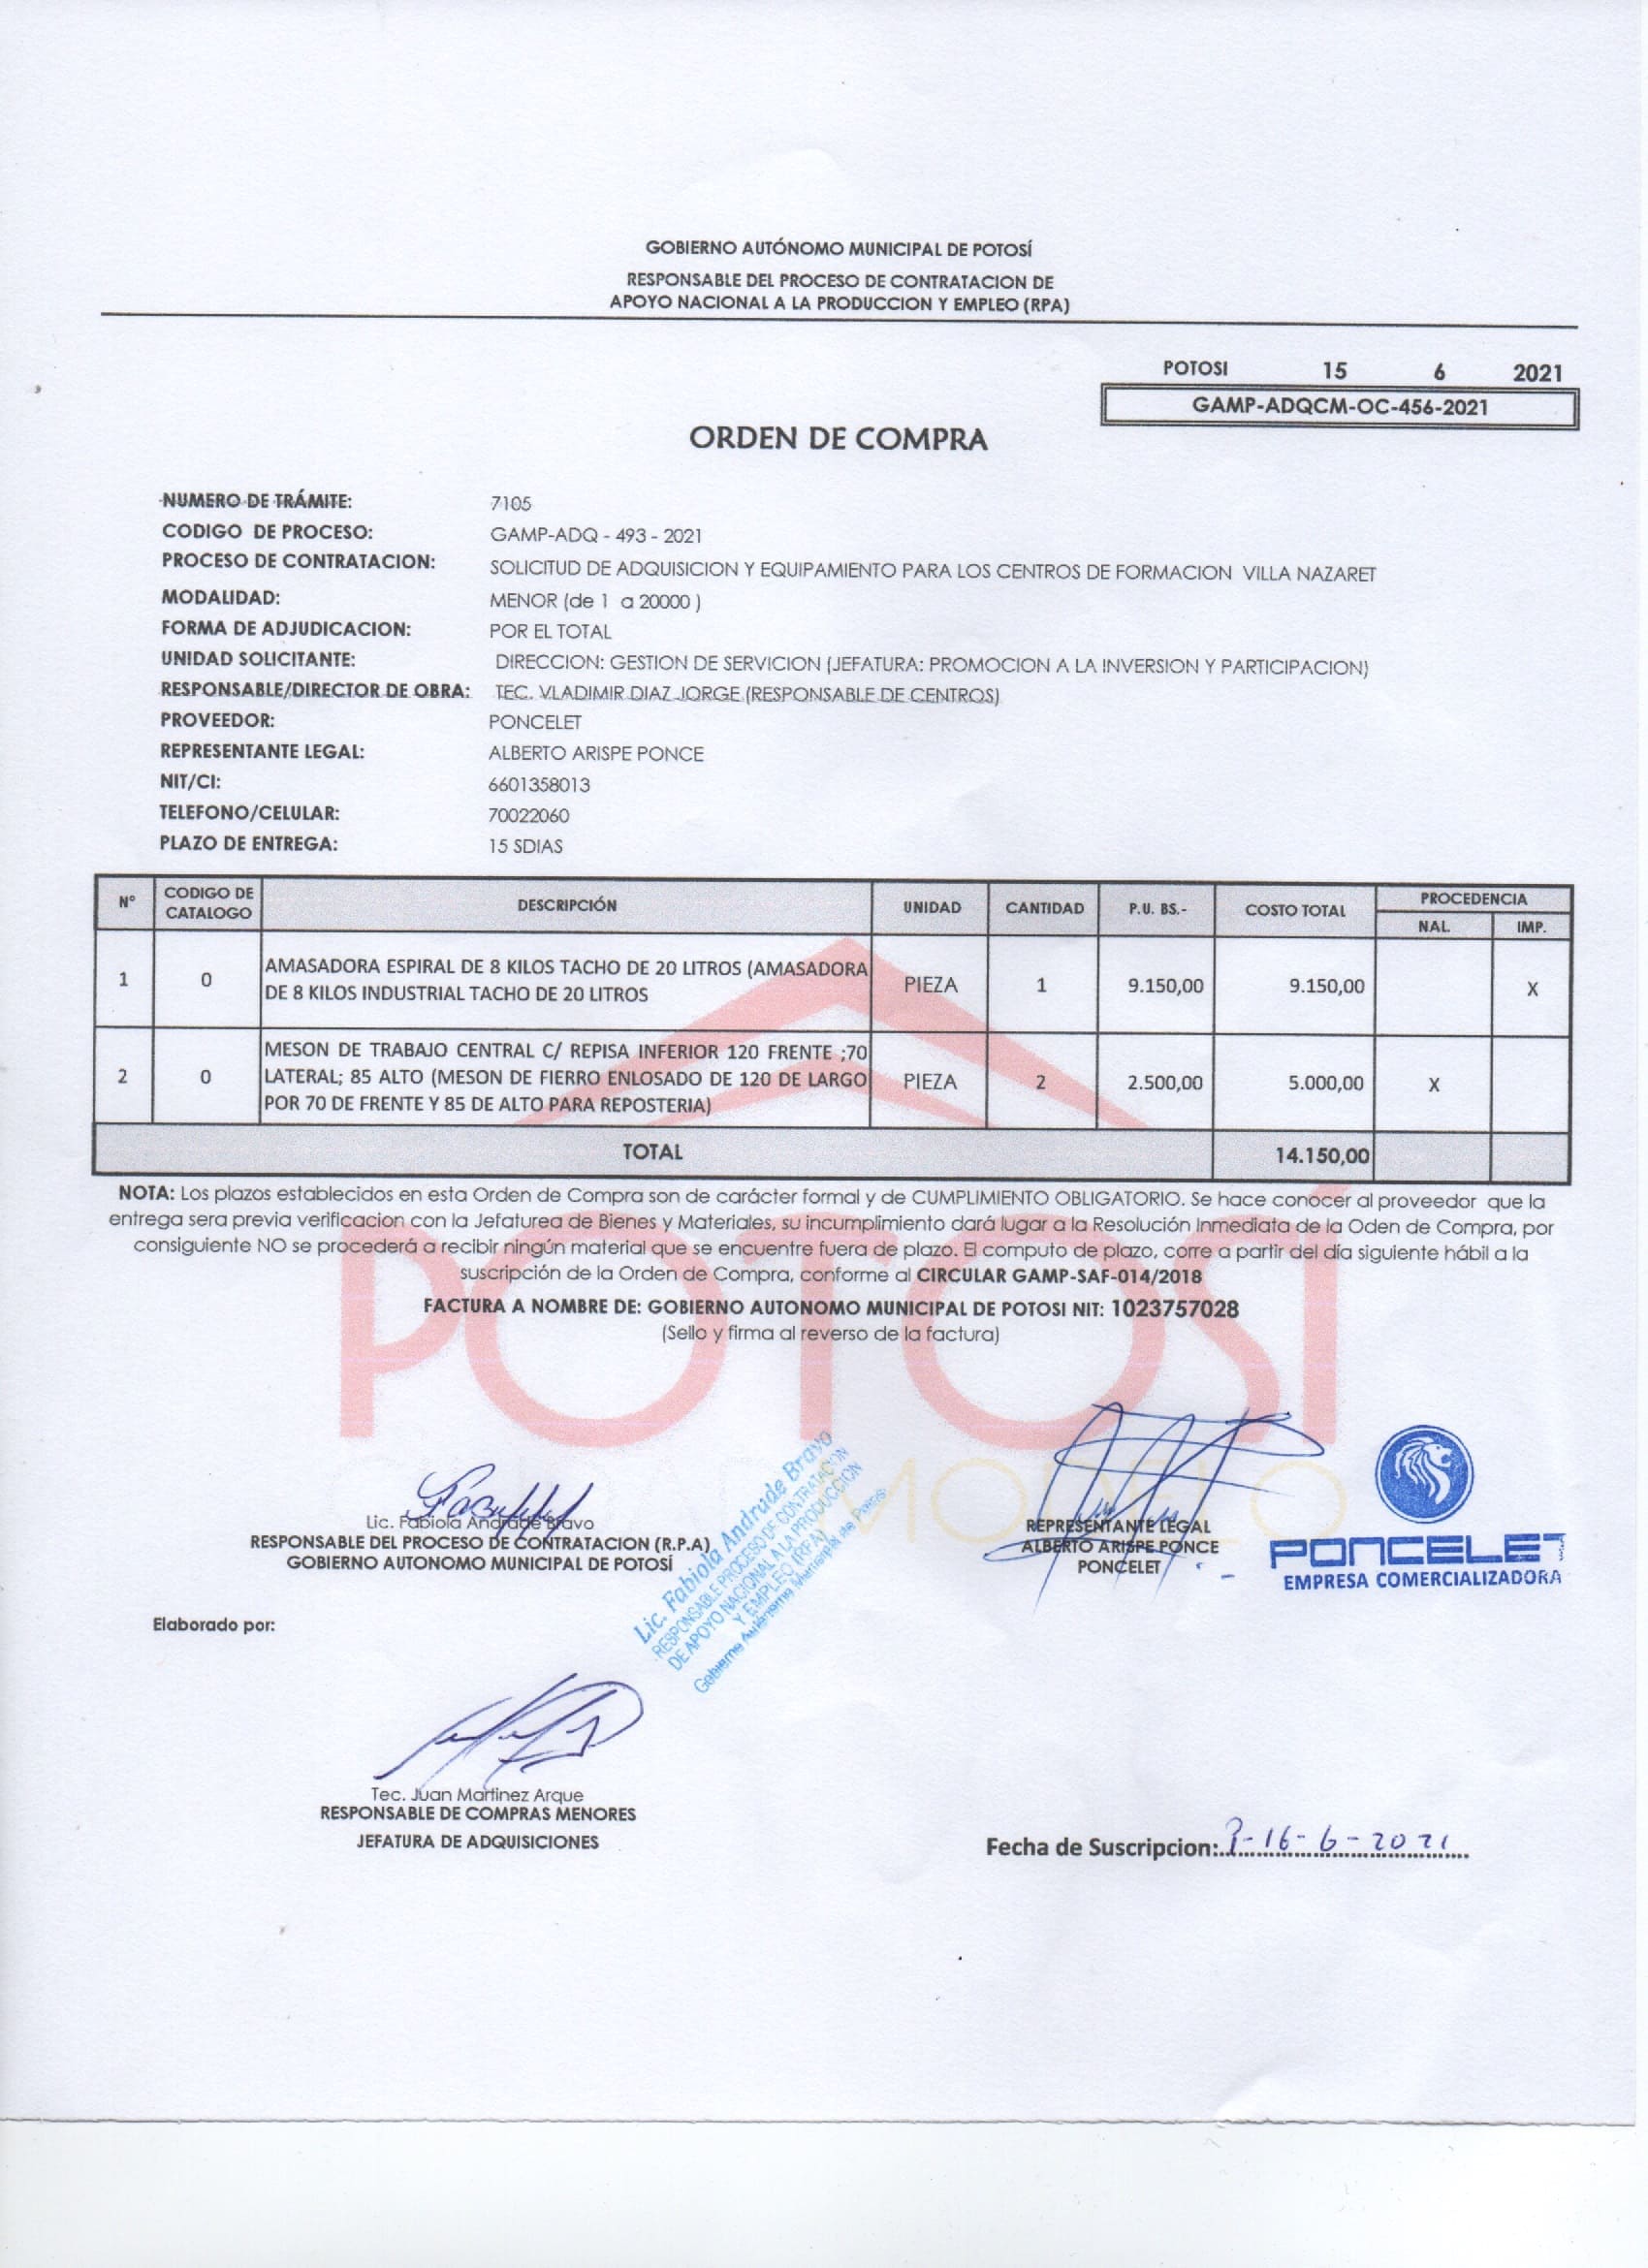 GOBIERNO AUTÓNOMO MUNICIPAL DE POTOSÍ
RESPONSABLE DEL PROCESO DE CONTRATACION DE
APOYO NACIONAL A LA PRODUCCION Y EMPLEO (RPA)
POTOSI 15 6 2021
GAMP-ADQCM-OC-456-2021
ORDEN DE COMPRA
NUMERO DE TRÁMITE: 7105
CODIGO DE PROCESO: GAMP-ADQ - 493 - 2021
PROCESO DE CONTRATACION: SOLICITUD DE ADQUISICION Y EQUIPAMIENTO PARA LOS CENTROS DE FORMACION VILLA NAZARET
MODALIDAD: MENOR (de 1 a 20000 )
FORMA DE ADJUDICACION: POR EL TOTAL
UNIDAD SOLICITANTE: DIRECCION: GESTION DE SERVICION (JEFATURA: PROMOCION A LA INVERSION Y PARTICIPACION)
RESPONSABLE/DIRECTOR DE OBRA: TEC. VLADIMIR DIAZ JORGE (RESPONSABLE DE CENTROS)
PROVEEDOR: PONCELET
REPRESENTANTE LEGAL: ALBERTO ARISPE PONCE
NIT/CI: 6601358013
TELEFONO/CELULAR: 70022060
PLAZO DE ENTREGA: 15 SDIAS
N° CODIGO DE CATALOGO DESCRIPCIÓN UNIDAD CANTIDAD P.U. BS.- COSTO TOTAL PROCEDENCIA
NAL. IMP.
1 0 AMASADORA ESPIRAL DE 8 KILOS TACHO DE 20 LITROS (AMASADORA
DE 8 KILOS INDUSTRIAL TACHO DE 20 LITROS PIEZA 1 9.150,00 9.150,00 X
2 0 MESON DE TRABAJO CENTRAL C/ REPISA INFERIOR 120 FRENTE ;70
LATERAL; 85 ALTO (MESON DE FIERRO ENLOSADO DE 120 DE LARGO
POR 70 DE FRENTE Y 85 DE ALTO PARA REPOSTERIA) PIEZA 2 2.500,00 5.000,00 X
TOTAL 14.150,00
NOTA: Los plazos establecidos en esta Orden de Compra son de carácter formal y de CUMPLIMIENTO OBLIGATORIO. Se hace conocer al proveedor que la
entrega sera previa verificacion con la Jefaturea de Bienes y Materiales, su incumplimiento dará lugar a la Resolución Inmediata de la Oden de Compra, por
consiguiente NO se procederá a recibir ningún material que se encuentre fuera de plazo. El computo de plazo, corre a partir del día siguiente hábil a la
suscripción de la Orden de Compra, conforme al CIRCULAR GAMP-SAF-014/2018
FACTURA A NOMBRE DE: GOBIERNO AUTONOMO MUNICIPAL DE POTOSI NIT: 1023757028
(Sello y firma al reverso de la factura)
POTOSÍ
MODELO
Lic. Fabiola Andrade Bravo
RESPONSABLE DEL PROCESO DE CONTRATACION (R.P.A)
GOBIERNO AUTONOMO MUNICIPAL DE POTOSÍ
Lic. Fabiola Andrade Bravo
RESPONSABLE PROCESO DE CONTRATACION
DE APOYO NACIONAL A LA PRODUCCION
Y EMPLEO (RPA)
Gobierno Autónomo Municipal de Potosí
REPRESENTANTE LEGAL
ALBERTO ARISPE PONCE
PONCELET
PONCELET
EMPRESA COMERCIALIZADORA
Elaborado por:
Tec. Juan Martinez Arque
RESPONSABLE DE COMPRAS MENORES
JEFATURA DE ADQUISICIONES
Fecha de Suscripcion: P-16-6-2021